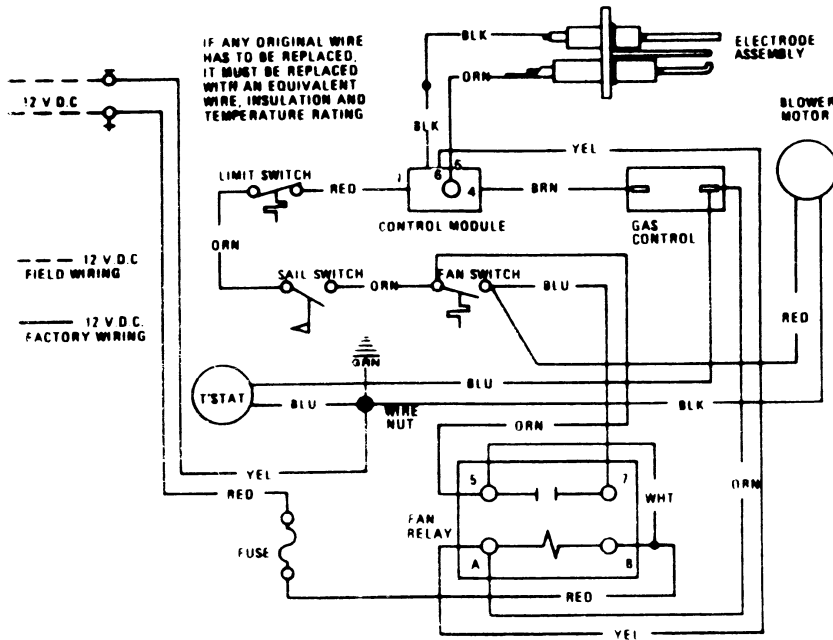 IF ANY ORIGINAL WIRE
HAS TO BE REPLACED,
IT MUST BE REPLACED
WITH AN EQUIVALENT
WIRE, INSULATION AND
TEMPERATURE RATING
BLK
ELECTRODE
ASSEMBLY
ORN
12 V D.C
BLOWER
MOTOR
BLK
YEL
LIMIT SWITCH
RED
1
6
5
4
BRN
CONTROL MODULE
GAS
CONTROL
ORN
12 V.D.C
FIELD WIRING
SAIL SWITCH
ORN
FAN SWITCH
BLU
12 V.D.C.
FACTORY WIRING
RED
GRN
BLU
T'STAT
BLU
WIRE
NUT
BLK
ORN
YEL
5
7
RED
WHT
ORN
FAN
RELAY
FUSE
A
B
RED
YEL